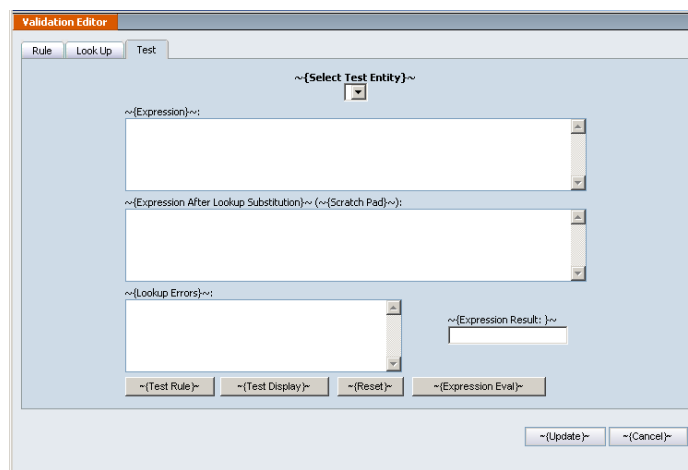 Validation Editor
Rule Look Up Test
~{Select Test Entity}~
~{Expression}~:
~{Expression After Lookup Substitution}~ (~{Scratch Pad}~):
~{Lookup Errors}~:
~{Expression Result: }~
~{Test Rule}~ ~{Test Display}~ ~{Reset}~ ~{Expression Eval}~
~{Update}~ ~{Cancel}~